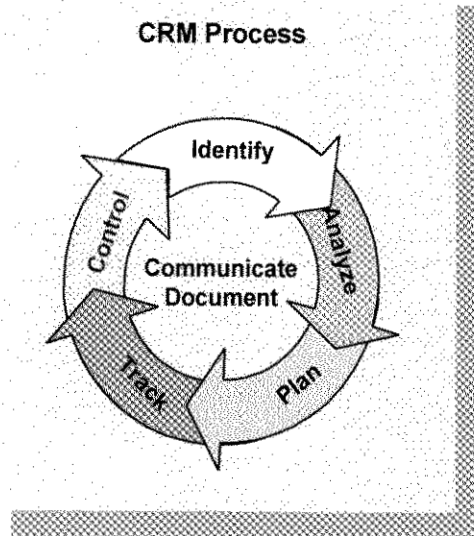 CRM Process
Identify
Analyze
Plan
Track
Control
Communicate
Document